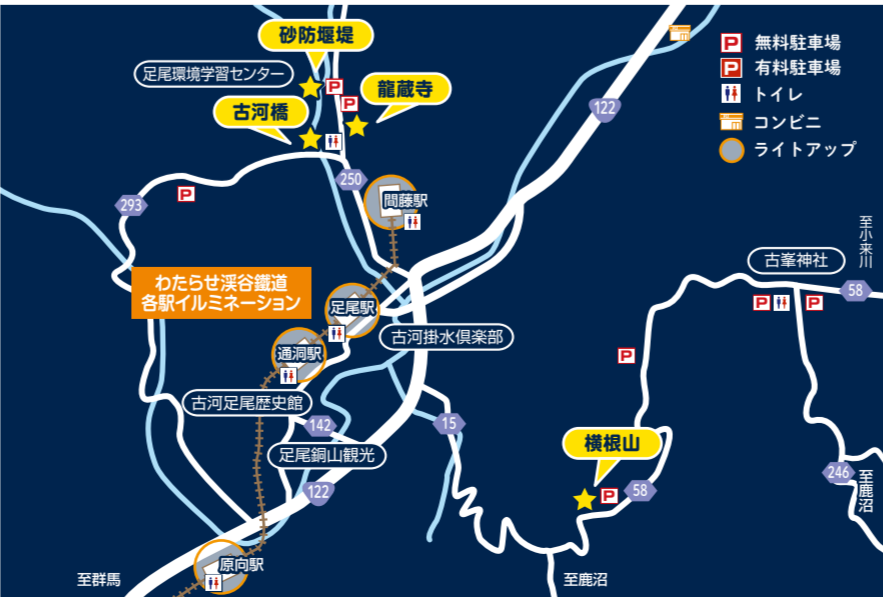 砂防堰堤
足尾環境学習センター
P
P
龍蔵寺
古河橋
122
P
無料駐車場
P
有料駐車場
トイレ
コンビニ
ライトアップ
250
293
P
間藤駅
わたらせ渓谷鐵道
各駅イルミネーション
足尾駅
通洞駅
古河掛水倶楽部
古河足尾歴史館
142
足尾銅山観光
122
15
原向駅
至群馬
至小来川
古峯神社
58
P
P
P
横根山
P
58
246
至鹿沼
至鹿沼